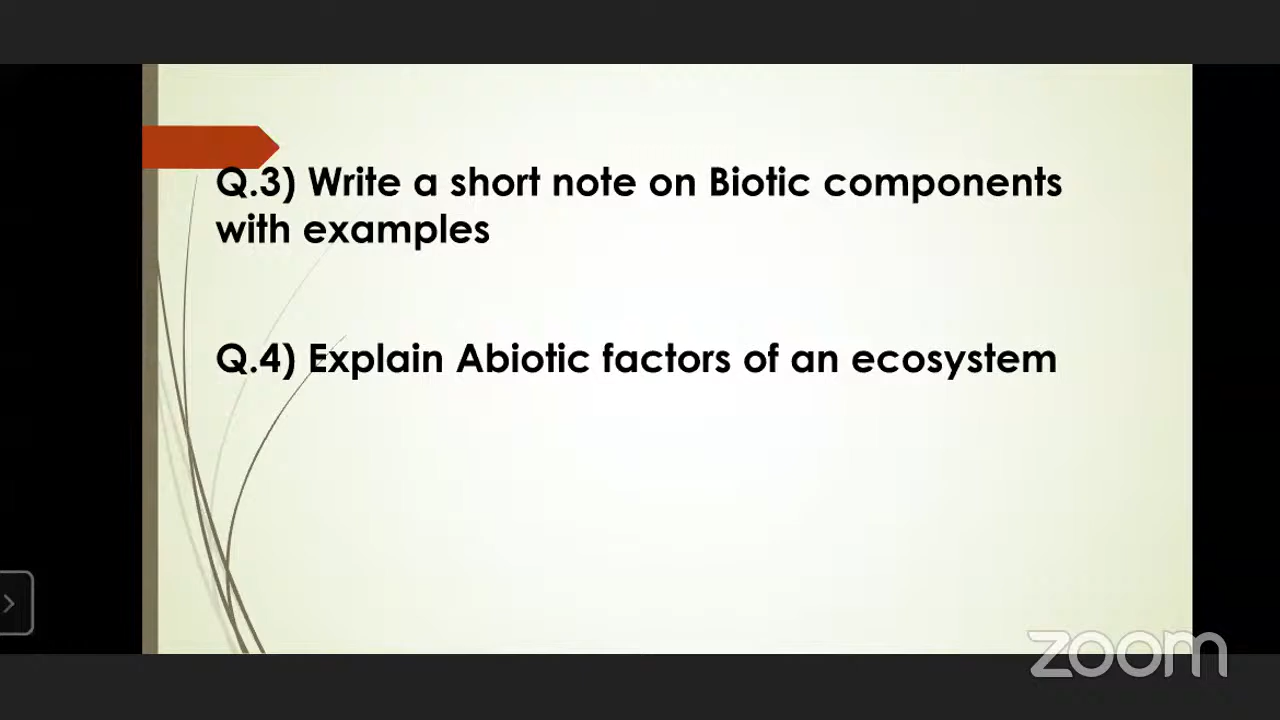 Q.3) Write a short note on Biotic components
with examples
Q.4) Explain Abiotic factors of an ecosystem
zoom